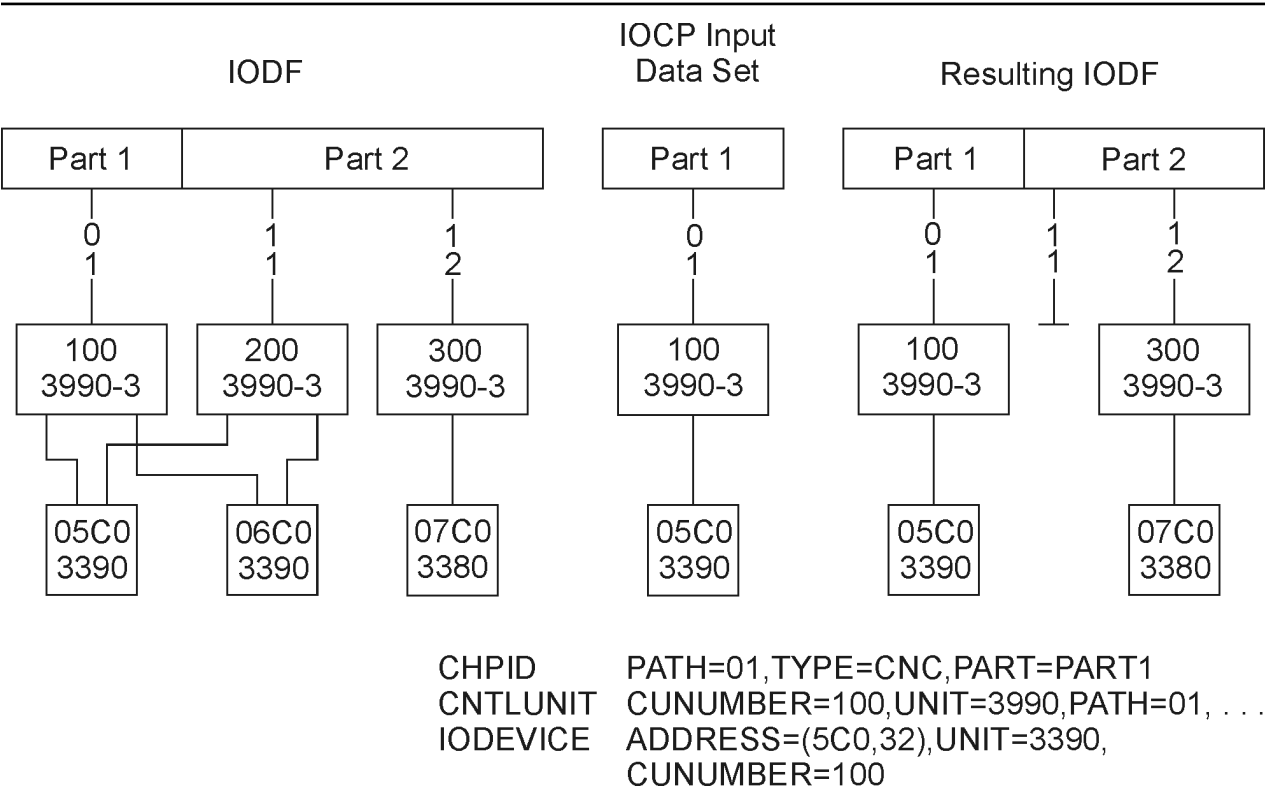 IODF
IOCP Input
Data Set
Resulting IODF
Part 1 Part 2 Part 1 Part 1 Part 2
0 1 1 0 0 1 1
1 1 2 1 1 1 2
100 200 300 100 100 300
3990-3 3990-3 3990-3 3990-3 3990-3 3990-3
05C0 06C0 07C0 05C0 05C0 07C0
3390 3390 3380 3390 3390 3380
CHPID PATH=01,TYPE=CNC,PART=PART1
CNTLUNIT CUNUMBER=100,UNIT=3990,PATH=01, . . .
IODEVICE ADDRESS=(5C0,32),UNIT=3390,
CUNUMBER=100